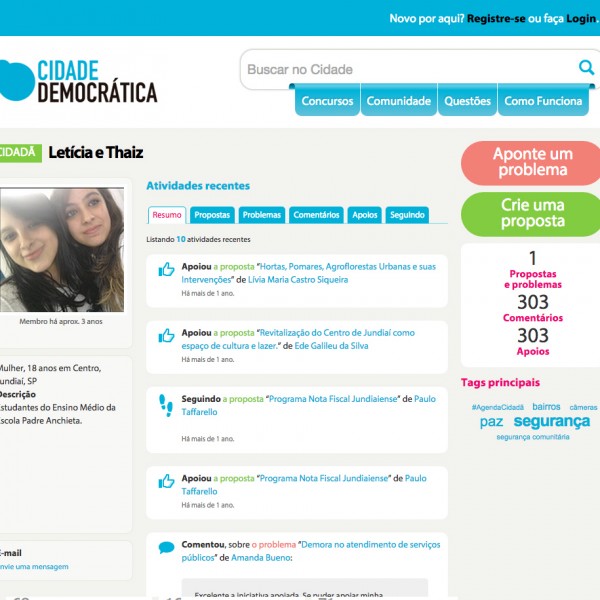 Novo por aqui? Registre-se ou faça Login.
CIDADE
DEMOCRÁTICA
Buscar no Cidade
Concursos
Comunidade
Questões
Como Funciona
CIDADÃ
Letícia e Thaiz
Aponte um
problema
Crie uma
proposta
Membro há aprox. 3 anos
Mulher, 18 anos em Centro,
Jundiaí, SP
Descrição
Estudantes do Ensino Médio da
Escola Padre Anchieta.
E-mail
Envie uma mensagem
Atividades recentes
Resumo
Propostas
Problemas
Comentários
Apoios
Seguindo
Listando 10 atividades recentes
Apoiou a proposta "Hortas, Pomares, Agroflorestas Urbanas e suas
Intervenções" de Lívia Maria Castro Siqueira
Há mais de 1 ano.
Apoiou a proposta "Revitalização do Centro de Jundiaí como
espaço de cultura e lazer." de Ede Galileu da Silva
Há mais de 1 ano.
Seguindo a proposta "Programa Nota Fiscal Jundiaiense" de Paulo
Taffarello
Há mais de 1 ano.
Apoiou a proposta "Programa Nota Fiscal Jundiaiense" de Paulo
Taffarello
Há mais de 1 ano.
Comentou, sobre o problema "Demora no atendimento de serviços
públicos" de Amanda Bueno:
Excelente a iniciativa apoiada. Se puder apoiar minha
1
Propostas
e problemas
303
Comentários
303
Apoios
Tags principais
#AgendaCidadã bairros câmeras
paz segurança
segurança comunitária